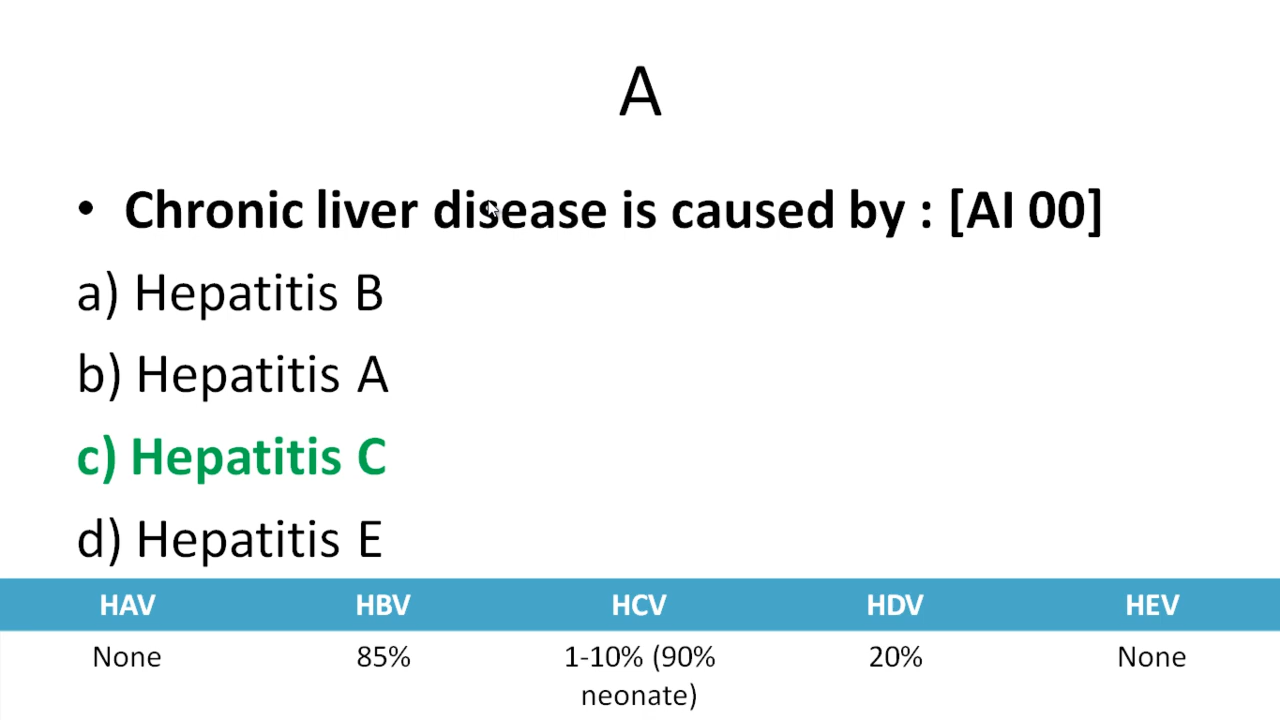 A
• Chronic liver disease is caused by : [AI 00]
a) Hepatitis B
b) Hepatitis A
c) Hepatitis C
d) Hepatitis E
HAV HBV HCV HDV HEV
None 85% 1-10% (90% neonate) 20% None